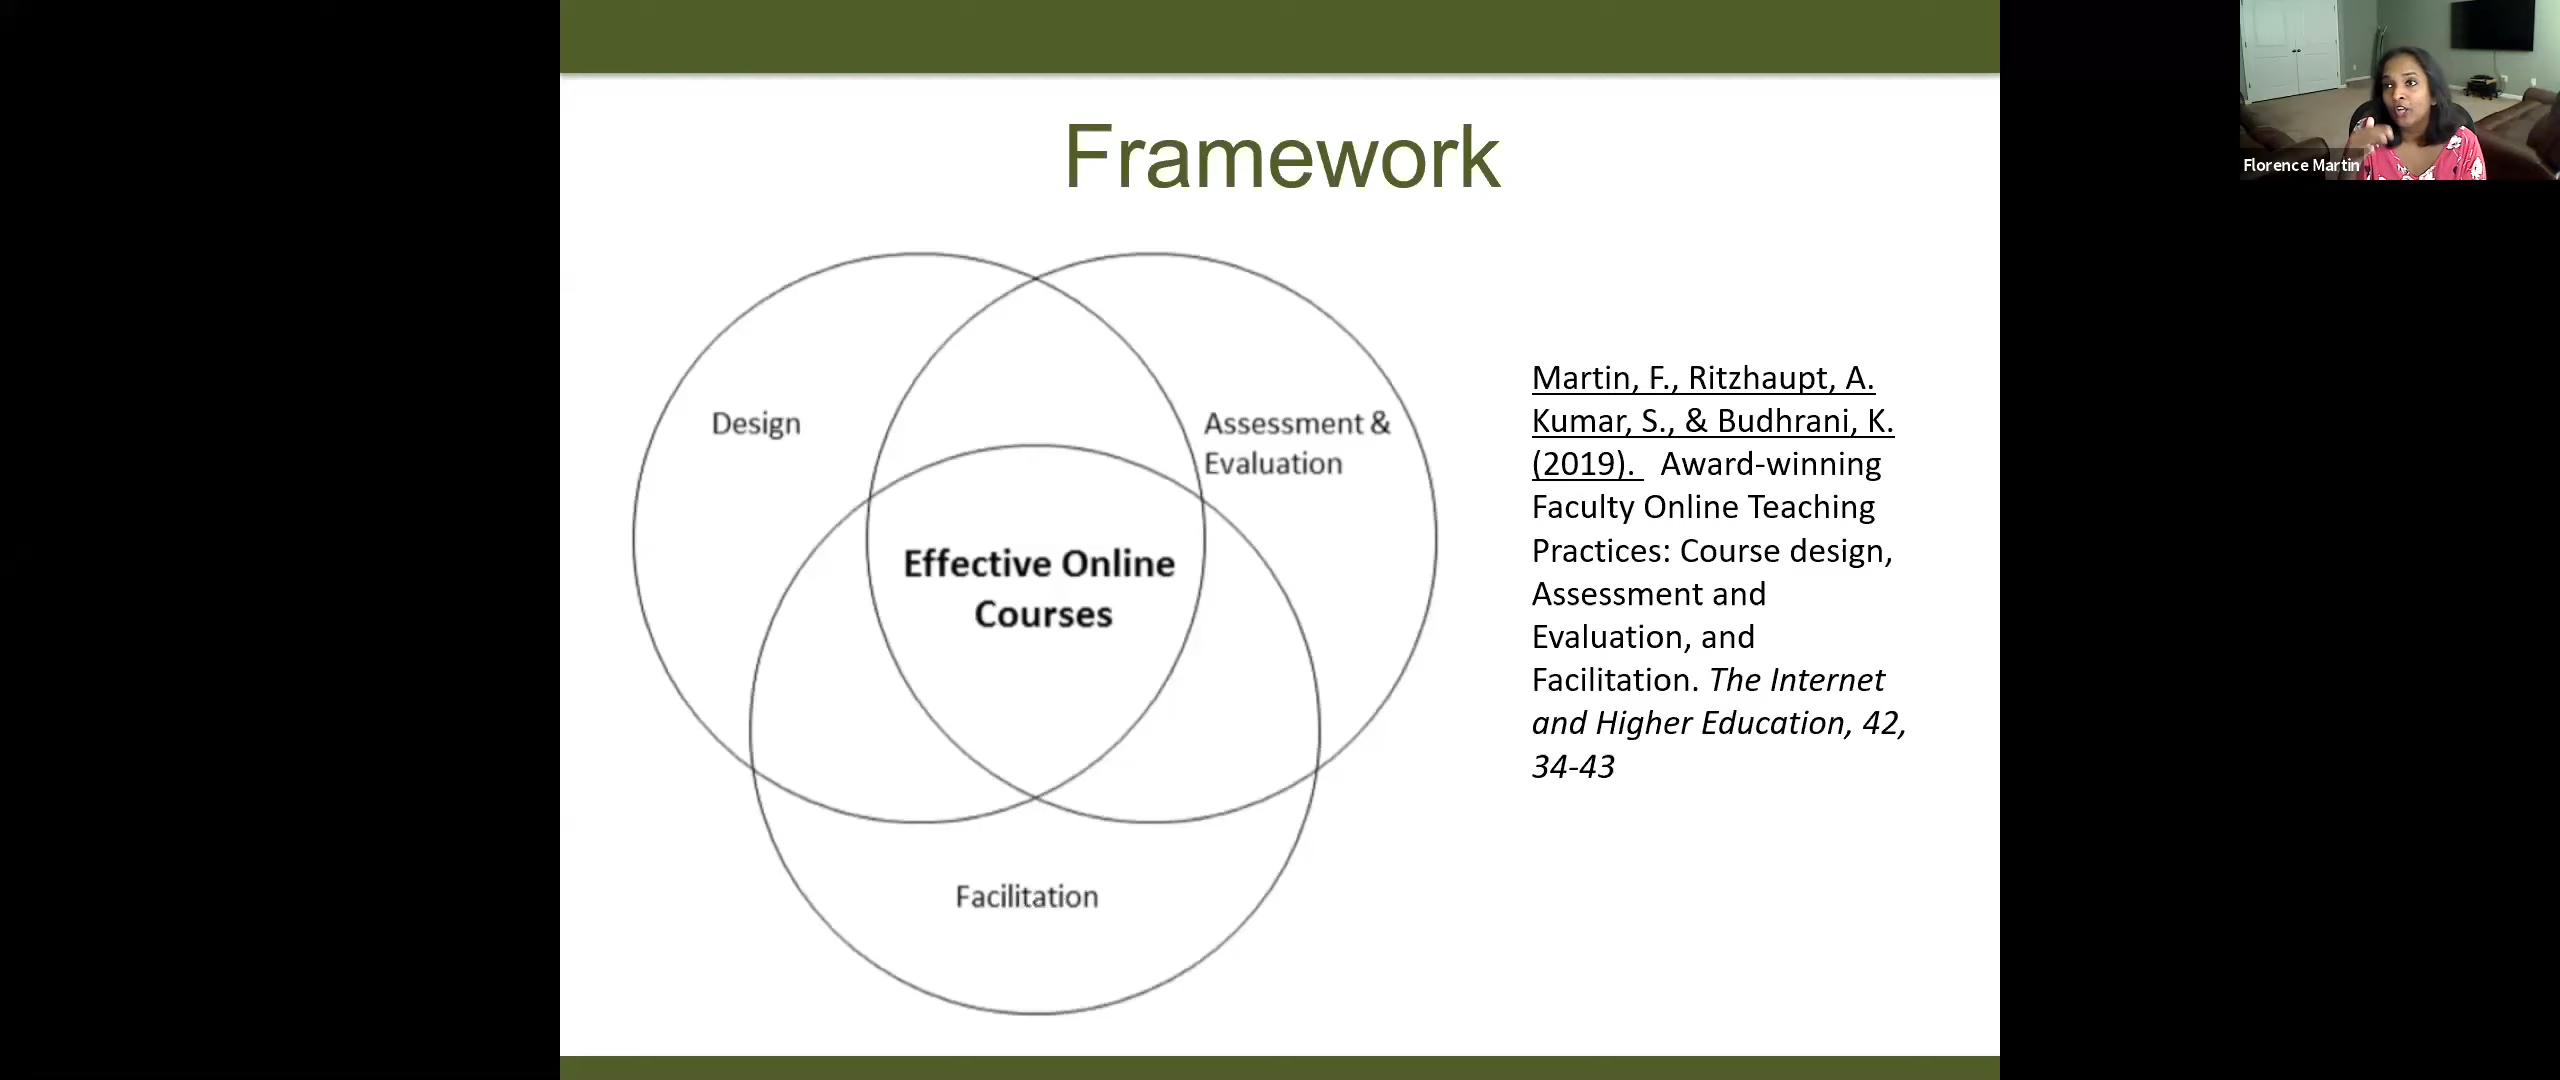 Framework
Design
Assessment &
Evaluation
Effective Online
Courses
Facilitation
Martin, F., Ritzhaupt, A.
Kumar, S., & Budhrani, K.
(2019).   Award-winning
Faculty Online Teaching
Practices: Course design,
Assessment and
Evaluation, and
Facilitation. The Internet
and Higher Education, 42,
34-43
Florence Martin